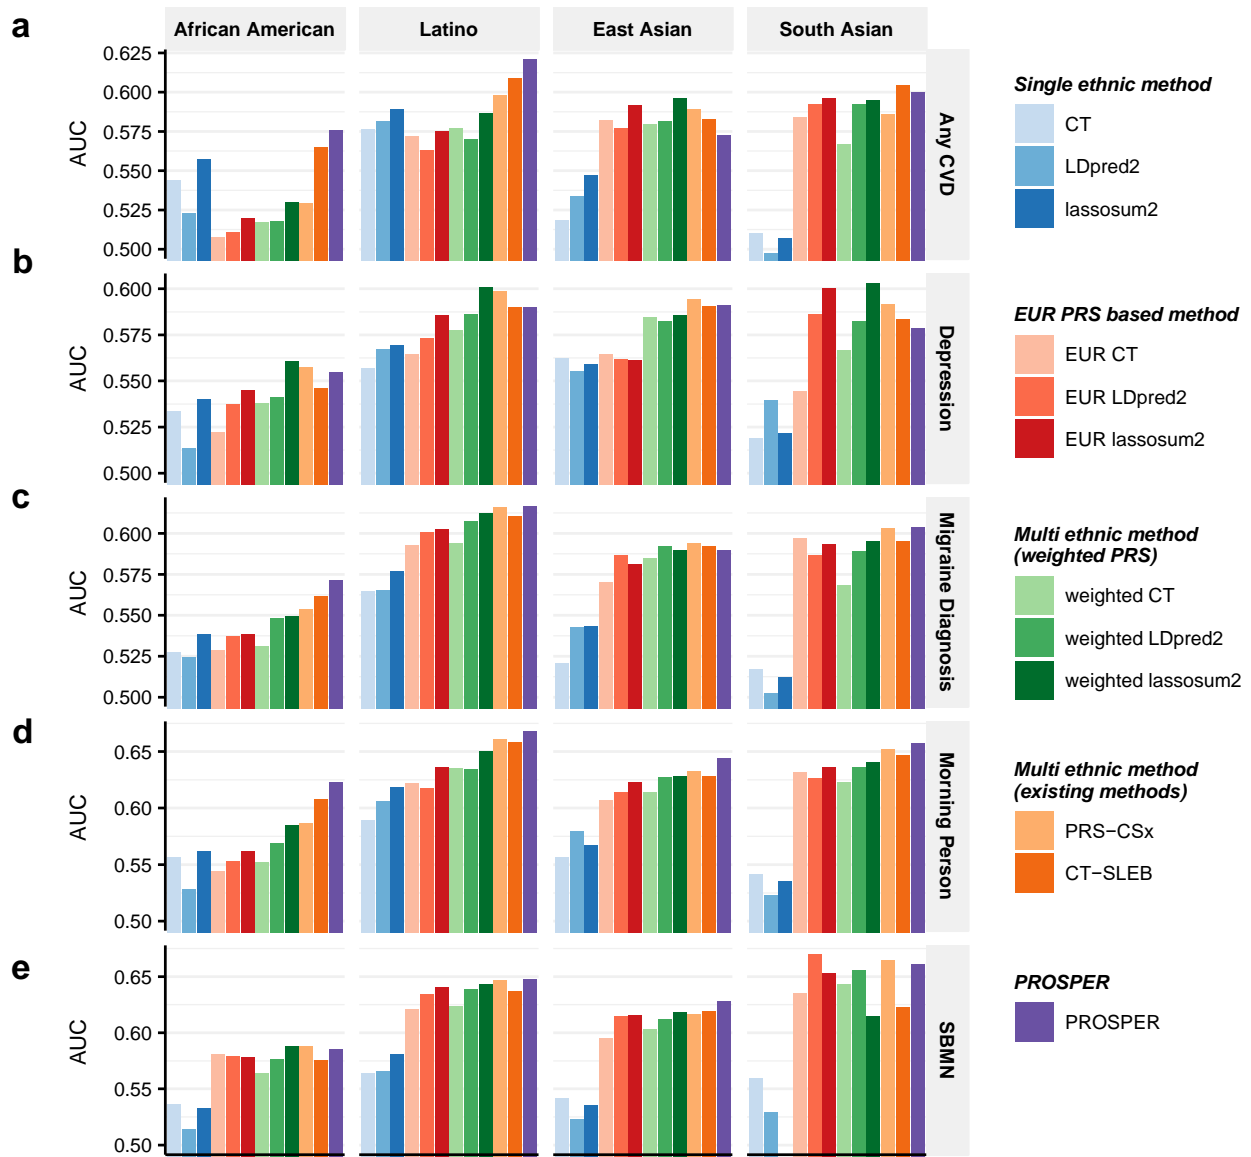 a
African American
Latino
East Asian
South Asian
0.625
0.600
0.575
0.550
0.525
0.500
AUC
Any CVD
b
0.600
0.575
0.550
0.525
0.500
AUC
Depression
c
0.600
0.575
0.550
0.525
0.500
AUC
Migraine Diagnosis
d
0.65
0.60
0.55
0.50
AUC
Morning Person
e
0.65
0.60
0.55
0.50
AUC
SBMN
Single ethnic method
CT
LDpred2
lassosum2
EUR PRS based method
EUR CT
EUR LDpred2
EUR lassosum2
Multi ethnic method
(weighted PRS)
weighted CT
weighted LDpred2
weighted lassosum2
Multi ethnic method
(existing methods)
PRS−CSx
CT−SLEB
PROSPER
PROSPER